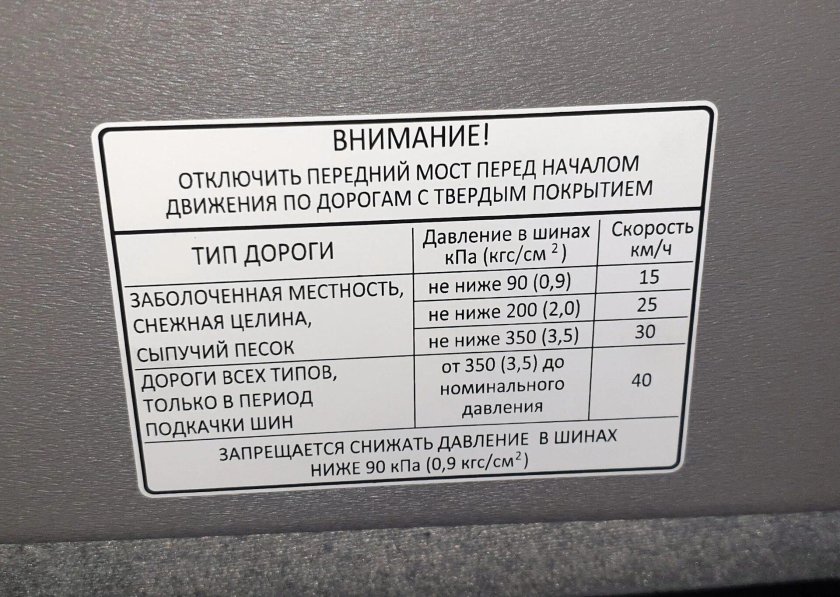 ВНИМАНИЕ!
ОТКЛЮЧИТЬ ПЕРЕДНИЙ МОСТ ПЕРЕД НАЧАЛОМ
ДВИЖЕНИЯ ПО ДОРОГАМ С ТВЕРДЫМ ПОКРЫТИЕМ
ТИП ДОРОГИ
Давление в шинах
кПа (кгс/см²)
Скорость
км/ч
ЗАБОЛОЧЕННАЯ МЕСТНОСТЬ,
СНЕЖНАЯ ЦЕЛИНА,
СЫПУЧИЙ ПЕСОК
не ниже 90 (0,9)
15
не ниже 200 (2,0)
25
не ниже 350 (3,5)
30
ДОРОГИ ВСЕХ ТИПОВ,
ТОЛЬКО В ПЕРИОД
ПОДКАЧКИ ШИН
от 350 (3,5) до
номинального
давления
40
ЗАПРЕЩАЕТСЯ СНИЖАТЬ ДАВЛЕНИЕ В ШИНАХ
НИЖЕ 90 кПа (0,9 кгс/см²)